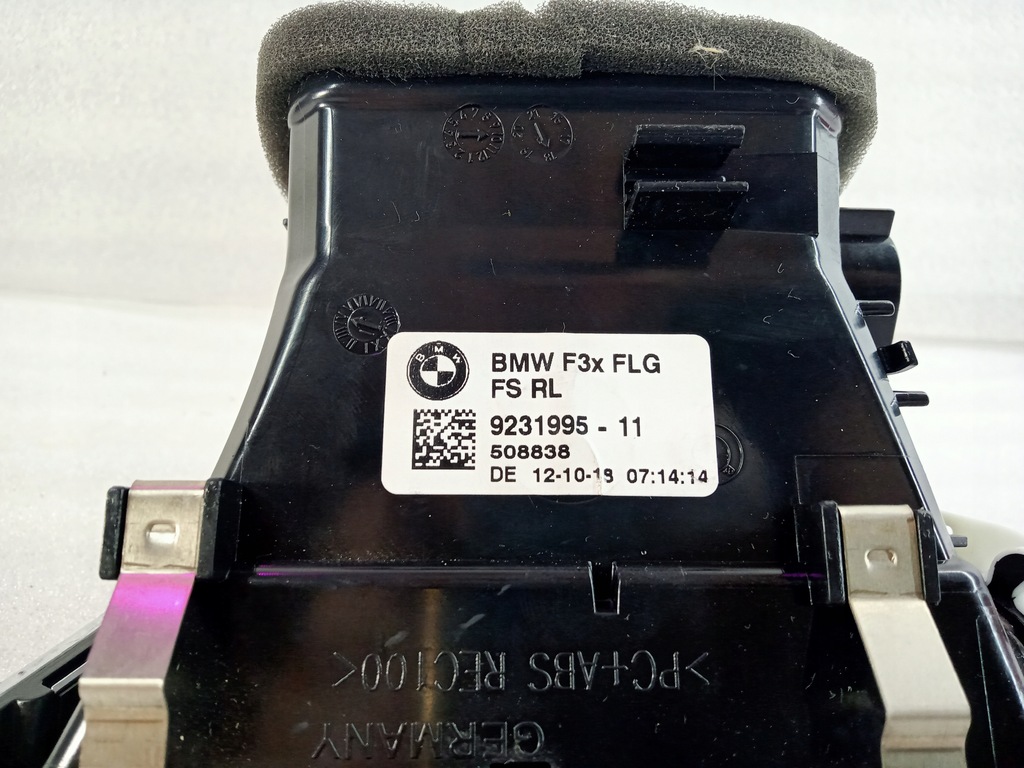 BMW
BMW F3x FLG
FS RL
9231995 - 11
508838
DE 12-10-18 07:14:14
>PC+ABS REC100<
GERMANY